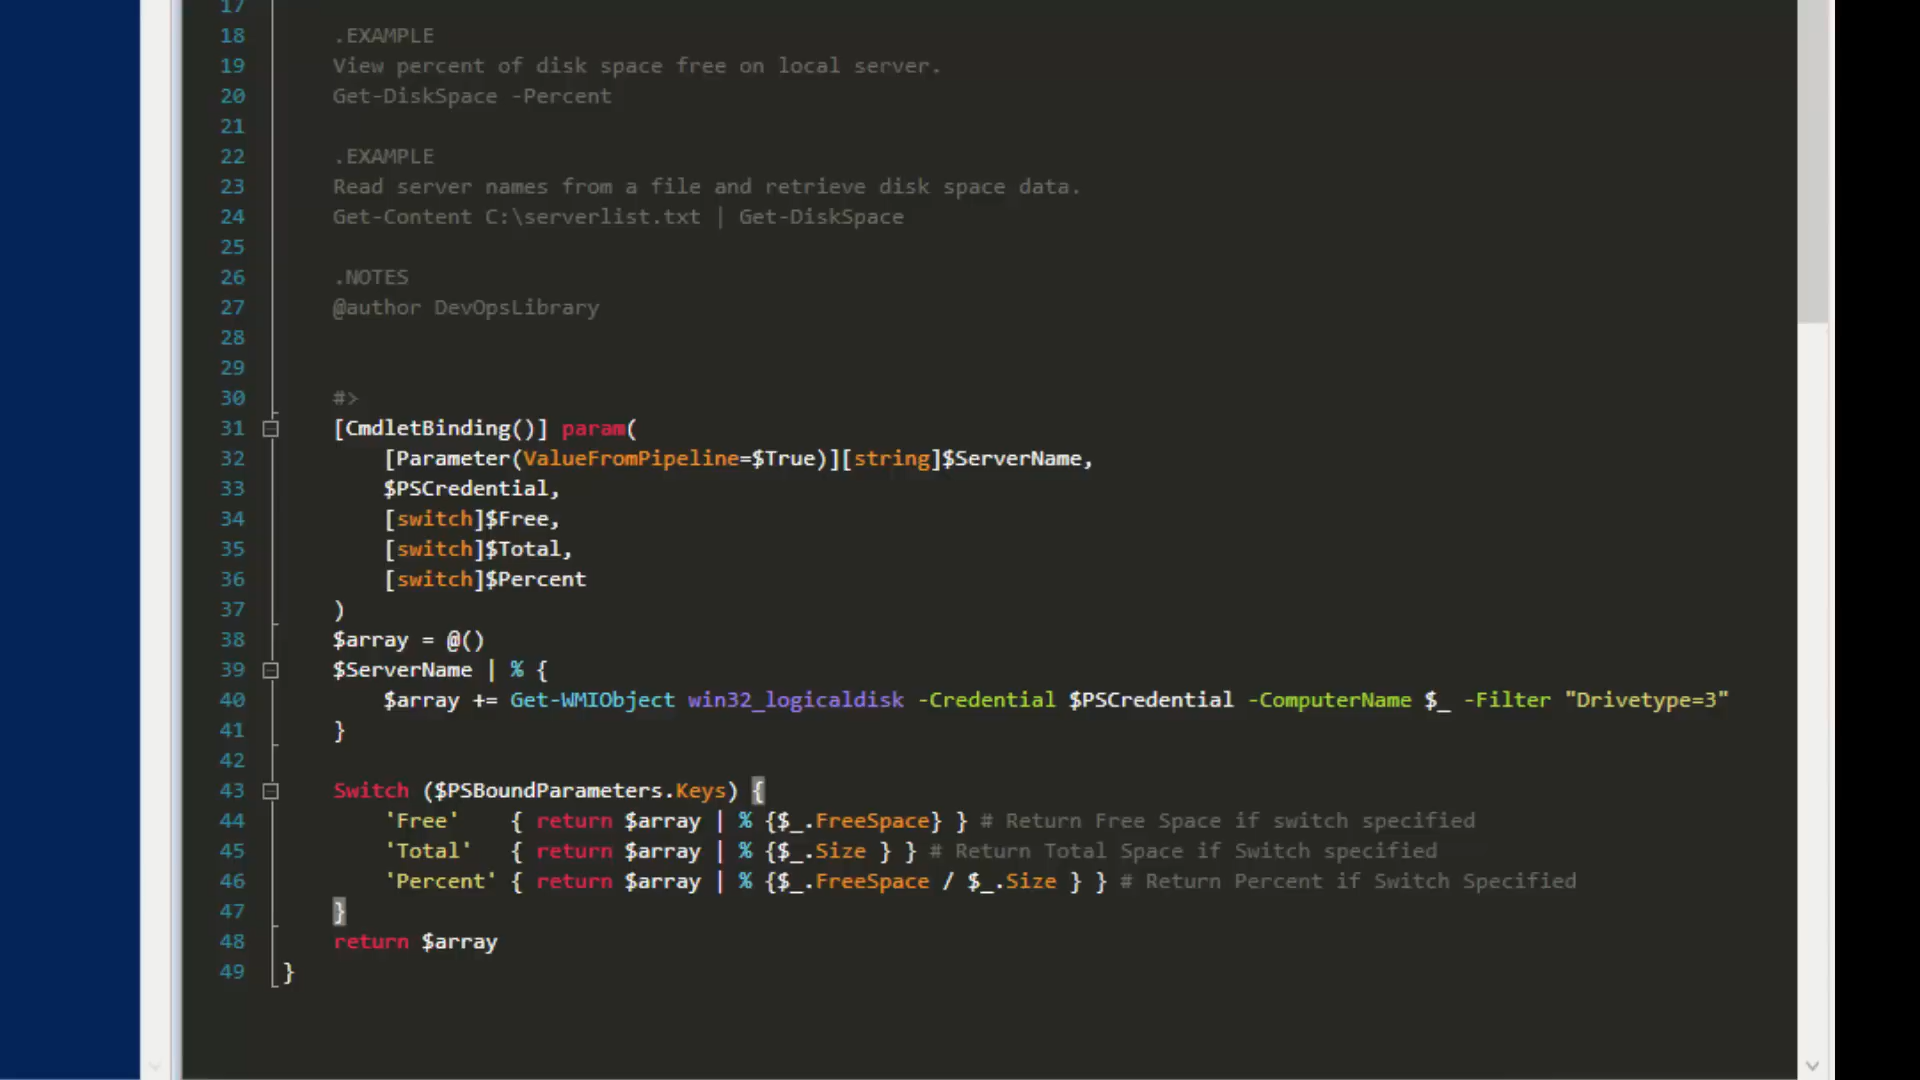 17
18 .EXAMPLE
19 View percent of disk space free on local server.
20 Get-DiskSpace -Percent
21
22 .EXAMPLE
23 Read server names from a file and retrieve disk space data.
24 Get-Content C:\serverlist.txt | Get-DiskSpace
25
26 .NOTES
27 @author DevOpsLibrary
28
29
30 #>
31 [CmdletBinding()] param(
32 [Parameter(ValueFromPipeline=$True)][string]$ServerName,
33 $PSCredential,
34 [switch]$Free,
35 [switch]$Total,
36 [switch]$Percent
37 )
38 $array = @()
39 $ServerName | % {
40 $array += Get-WMIObject win32_logicaldisk -Credential $PSCredential -ComputerName $_ -Filter "Drivetype=3"
41 }
42
43 Switch ($PSBoundParameters.Keys) {
44 'Free' { return $array | % {$_.FreeSpace} } # Return Free Space if switch specified
45 'Total' { return $array | % {$_.Size } } # Return Total Space if Switch specified
46 'Percent' { return $array | % {$_.FreeSpace / $_.Size } } # Return Percent if Switch Specified
47 }
48 return $array
49 }